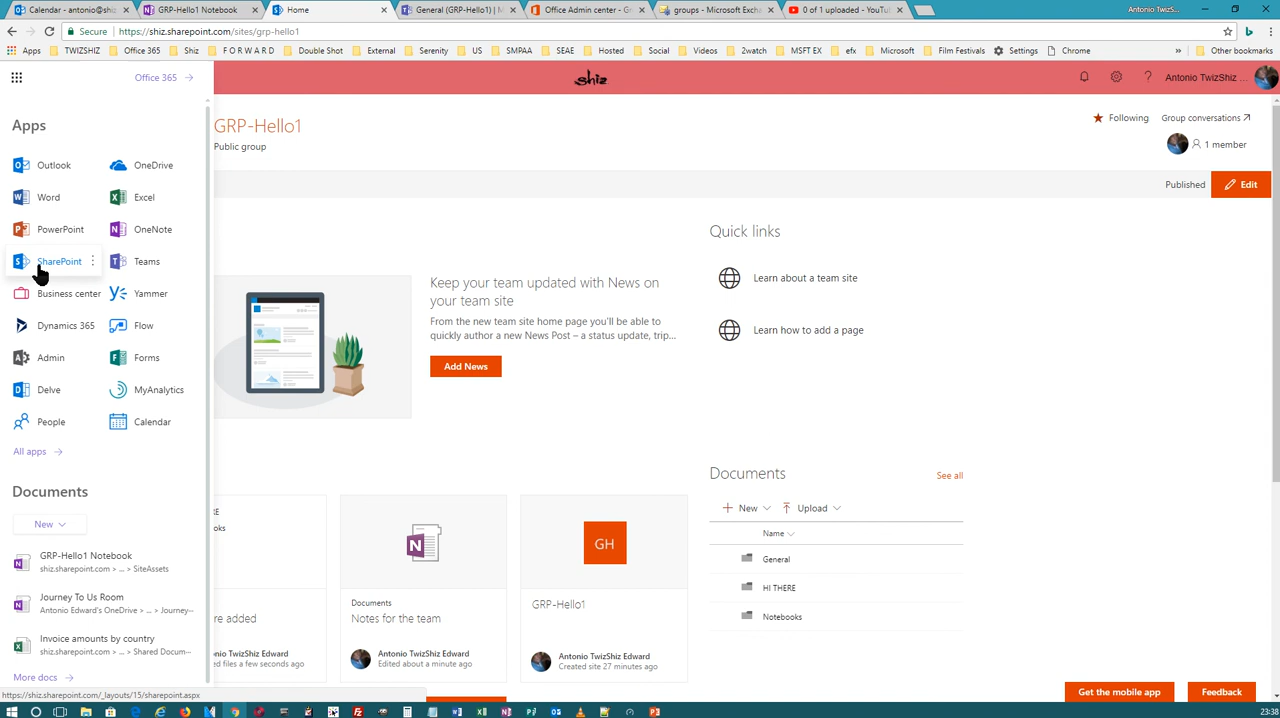 Calendar - antonio@shiz
GRP-Hello1 Notebook
Home
General (GRP-Hello1) | M
Office Admin center - Gr
groups - Microsoft Exch
0 of 1 uploaded - YouTu
Antonio TwizS...
Secure
https://shiz.sharepoint.com/sites/grp-hello1
Apps
TWIZSHIZ
Office 365
Shiz
F O R W A R D
Double Shot
External
Serenity
US
SMPAA
SEAE
Hosted
Social
Videos
2watch
MSFT EX
efx
Microsoft
Film Festivals
Settings
Chrome
»
Other bookmarks
Office 365 →
shiz
?
Antonio TwizShiz ...
Apps
GRP-Hello1
Public group
Following
Group conversations
1 member
Outlook
OneDrive
Word
Excel
PowerPoint
OneNote
SharePoint
Teams
Business center
Yammer
Dynamics 365
Flow
Admin
Forms
Delve
MyAnalytics
People
Calendar
All apps →
Published
Edit
Keep your team updated with News on
your team site
From the new team site home page you'll be able to
quickly author a new News Post – a status update, trip...
Add News
Quick links
Learn about a team site
Learn how to add a page
Documents
New
GRP-Hello1 Notebook
shiz.sharepoint.com > ... > SiteAssets
Journey To Us Room
Antonio Edward's OneDrive > ... > Journey-
Invoice amounts by country
shiz.sharepoint.com > ... > Shared Docum...
More docs →
https://shiz.sharepoint.com/_layouts/15/sharepoint.aspx
re added
nio TwizShiz Edward
ed files a few seconds ago
Documents
Notes for the team
Antonio TwizShiz Edward
Edited about a minute ago
GH
GRP-Hello1
Antonio TwizShiz Edward
Created site 27 minutes ago
Documents
See all
New
Upload
Name
General
HI THERE
Notebooks
Get the mobile app
Feedback
23:38